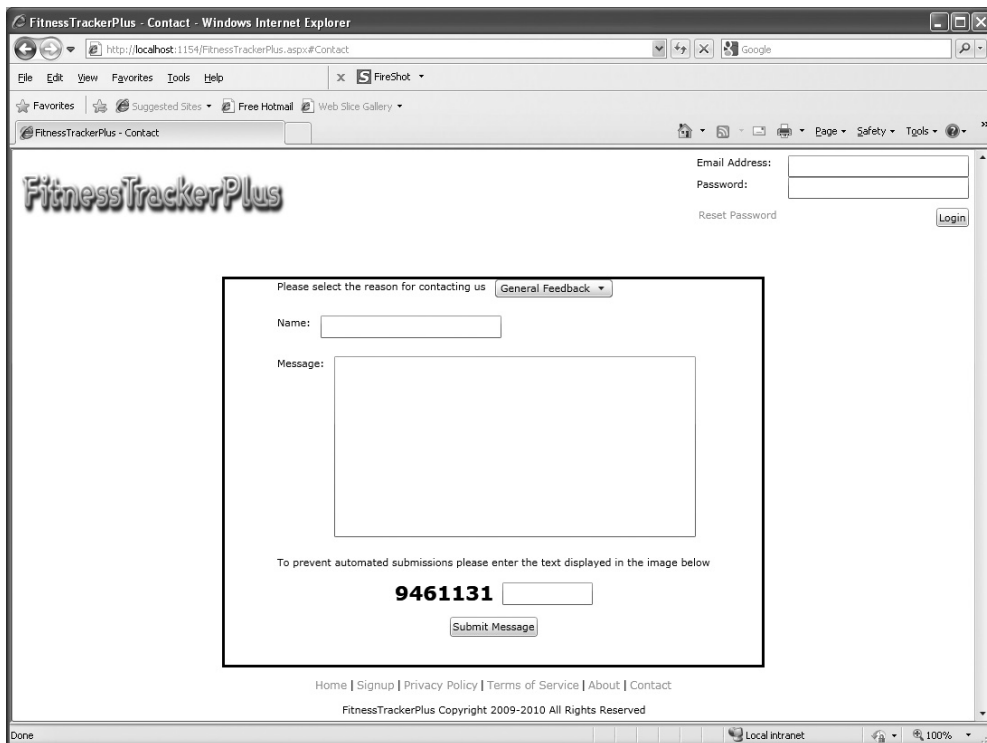 FitnessTrackerPlus - Contact - Windows Internet Explorer
http://localhost:1154/FitnessTrackerPlus.aspx#Contact
Google
File Edit View Favorites Tools Help x S FireShot
Favorites Suggested Sites Free Hotmail Web Slice Gallery
FitnessTrackerPlus - Contact
Page Safety Tools
Email Address:
FitnessTrackerPlus
Password:
Reset Password
Login
Please select the reason for contacting us General Feedback
Name:
Message:
To prevent automated submissions please enter the text displayed in the image below
9461131
Submit Message
Home | Signup | Privacy Policy | Terms of Service | About | Contact
FitnessTrackerPlus Copyright 2009-2010 All Rights Reserved
Done Local intranet 100%